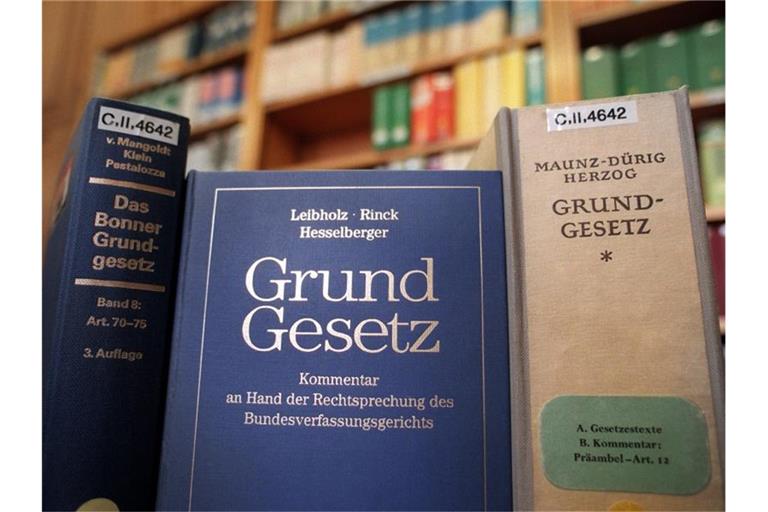 C.II.4642
v. Mangold:
Klein
Pestalozza
Das
Bonner
Grund-
gesetz
Band 8:
Art. 70–75
3. Auflage
Leibholz · Rinck
Hesselberger
Grund
Gesetz
Kommentar
an Hand der Rechtsprechung des
Bundesverfassungsgerichts
C.II.4642
MAUNZ-DÜRIG
HERZOG
GRUND-
GESETZ
*
A. Gesetzestexte
B. Kommentar:
Präambel–Art. 12